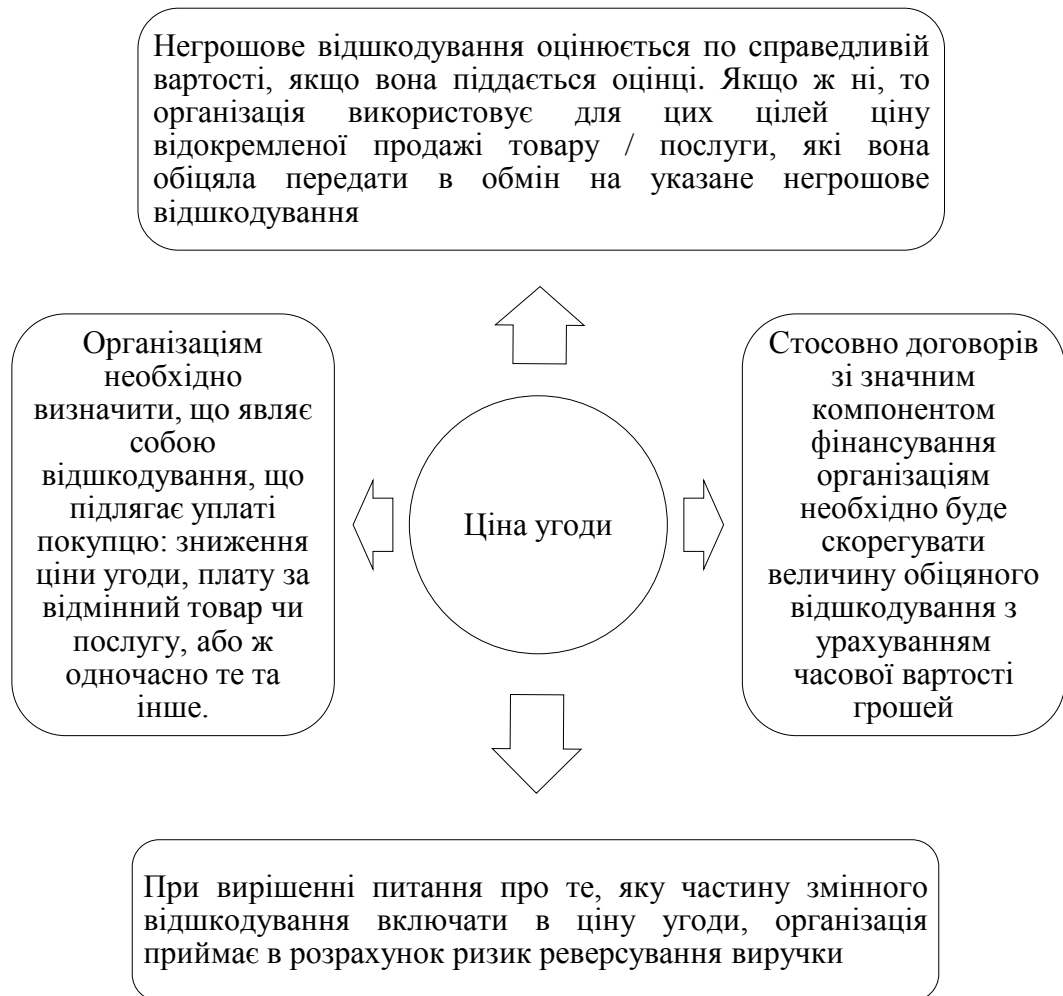 Негрошове відшкодування оцінюється по справедливій
вартості, якщо вона піддається оцінці. Якщо ж ні, то
організація використовує для цих цілей ціну
відокремленої продажі товару / послуги, які вона
обіцяла передати в обмін на указане негрошове
відшкодування
Організаціям
необхідно
визначити, що являє
собою
відшкодування, що
підлягає уплаті
покупцю: зниження
ціни угоди, плату за
відмінний товар чи
послугу, або ж
одночасно те та
інше.
Ціна угоди
Стосовно договорів
зі значним
компонентом
фінансування
організаціям
необхідно буде
скорегувати
величину обіцяного
відшкодування з
урахуванням
часової вартості
грошей
При вирішенні питання про те, яку частину змінного
відшкодування включати в ціну угоди, організація
приймає в розрахунок ризик реверсування виручки